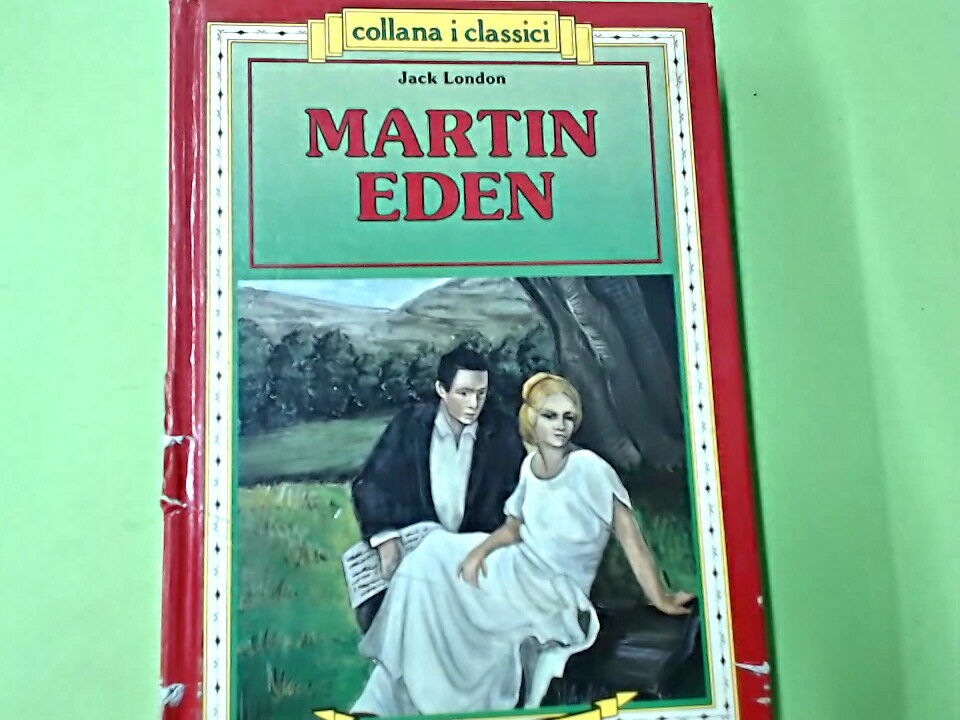 collana i classici
Jack London
MARTIN
EDEN